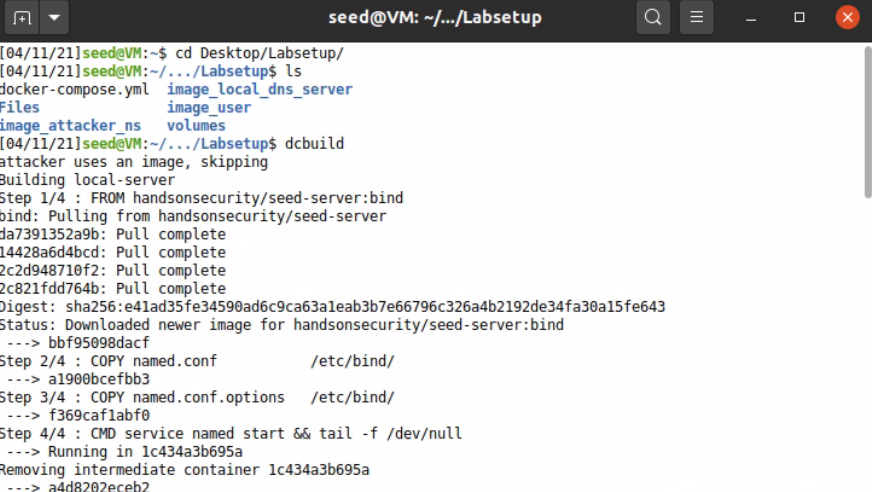 seed@VM: ~/.../Labsetup
[04/11/21]seed@VM:~$ cd Desktop/Labsetup/
[04/11/21]seed@VM:~/.../Labsetup$ ls
docker-compose.yml  image_local_dns_server
Files               image_user
image_attacker_ns   volumes
[04/11/21]seed@VM:~/.../Labsetup$ dcbuild
attacker uses an image, skipping
Building local-server
Step 1/4 : FROM handsonsecurity/seed-server:bind
bind: Pulling from handsonsecurity/seed-server
da7391352a9b: Pull complete
14428a6d4bcd: Pull complete
2c2d948710f2: Pull complete
2c821fdd764b: Pull complete
Digest: sha256:e41ad35fe34590ad6c9ca63a1eab3b7e66796c326a4b2192de34fa30a15fe643
Status: Downloaded newer image for handsonsecurity/seed-server:bind
 ---> bbf95098dacf
Step 2/4 : COPY named.conf           /etc/bind/
 ---> a1900bcefbb3
Step 3/4 : COPY named.conf.options   /etc/bind/
 ---> f369caf1abf0
Step 4/4 : CMD service named start && tail -f /dev/null
 ---> Running in 1c434a3b695a
Removing intermediate container 1c434a3b695a
 ---> a4d8202eceb2